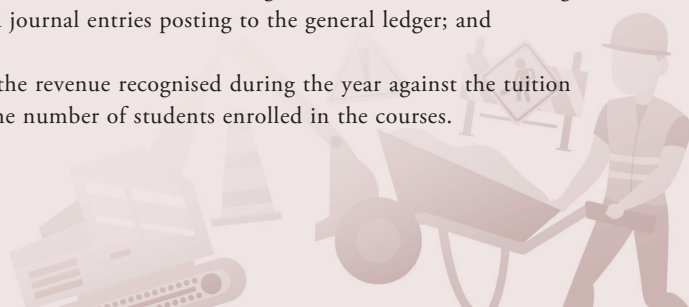 journal entries posting to the general ledger; and
the revenue recognised during the year against the tuition
number of students enrolled in the courses.